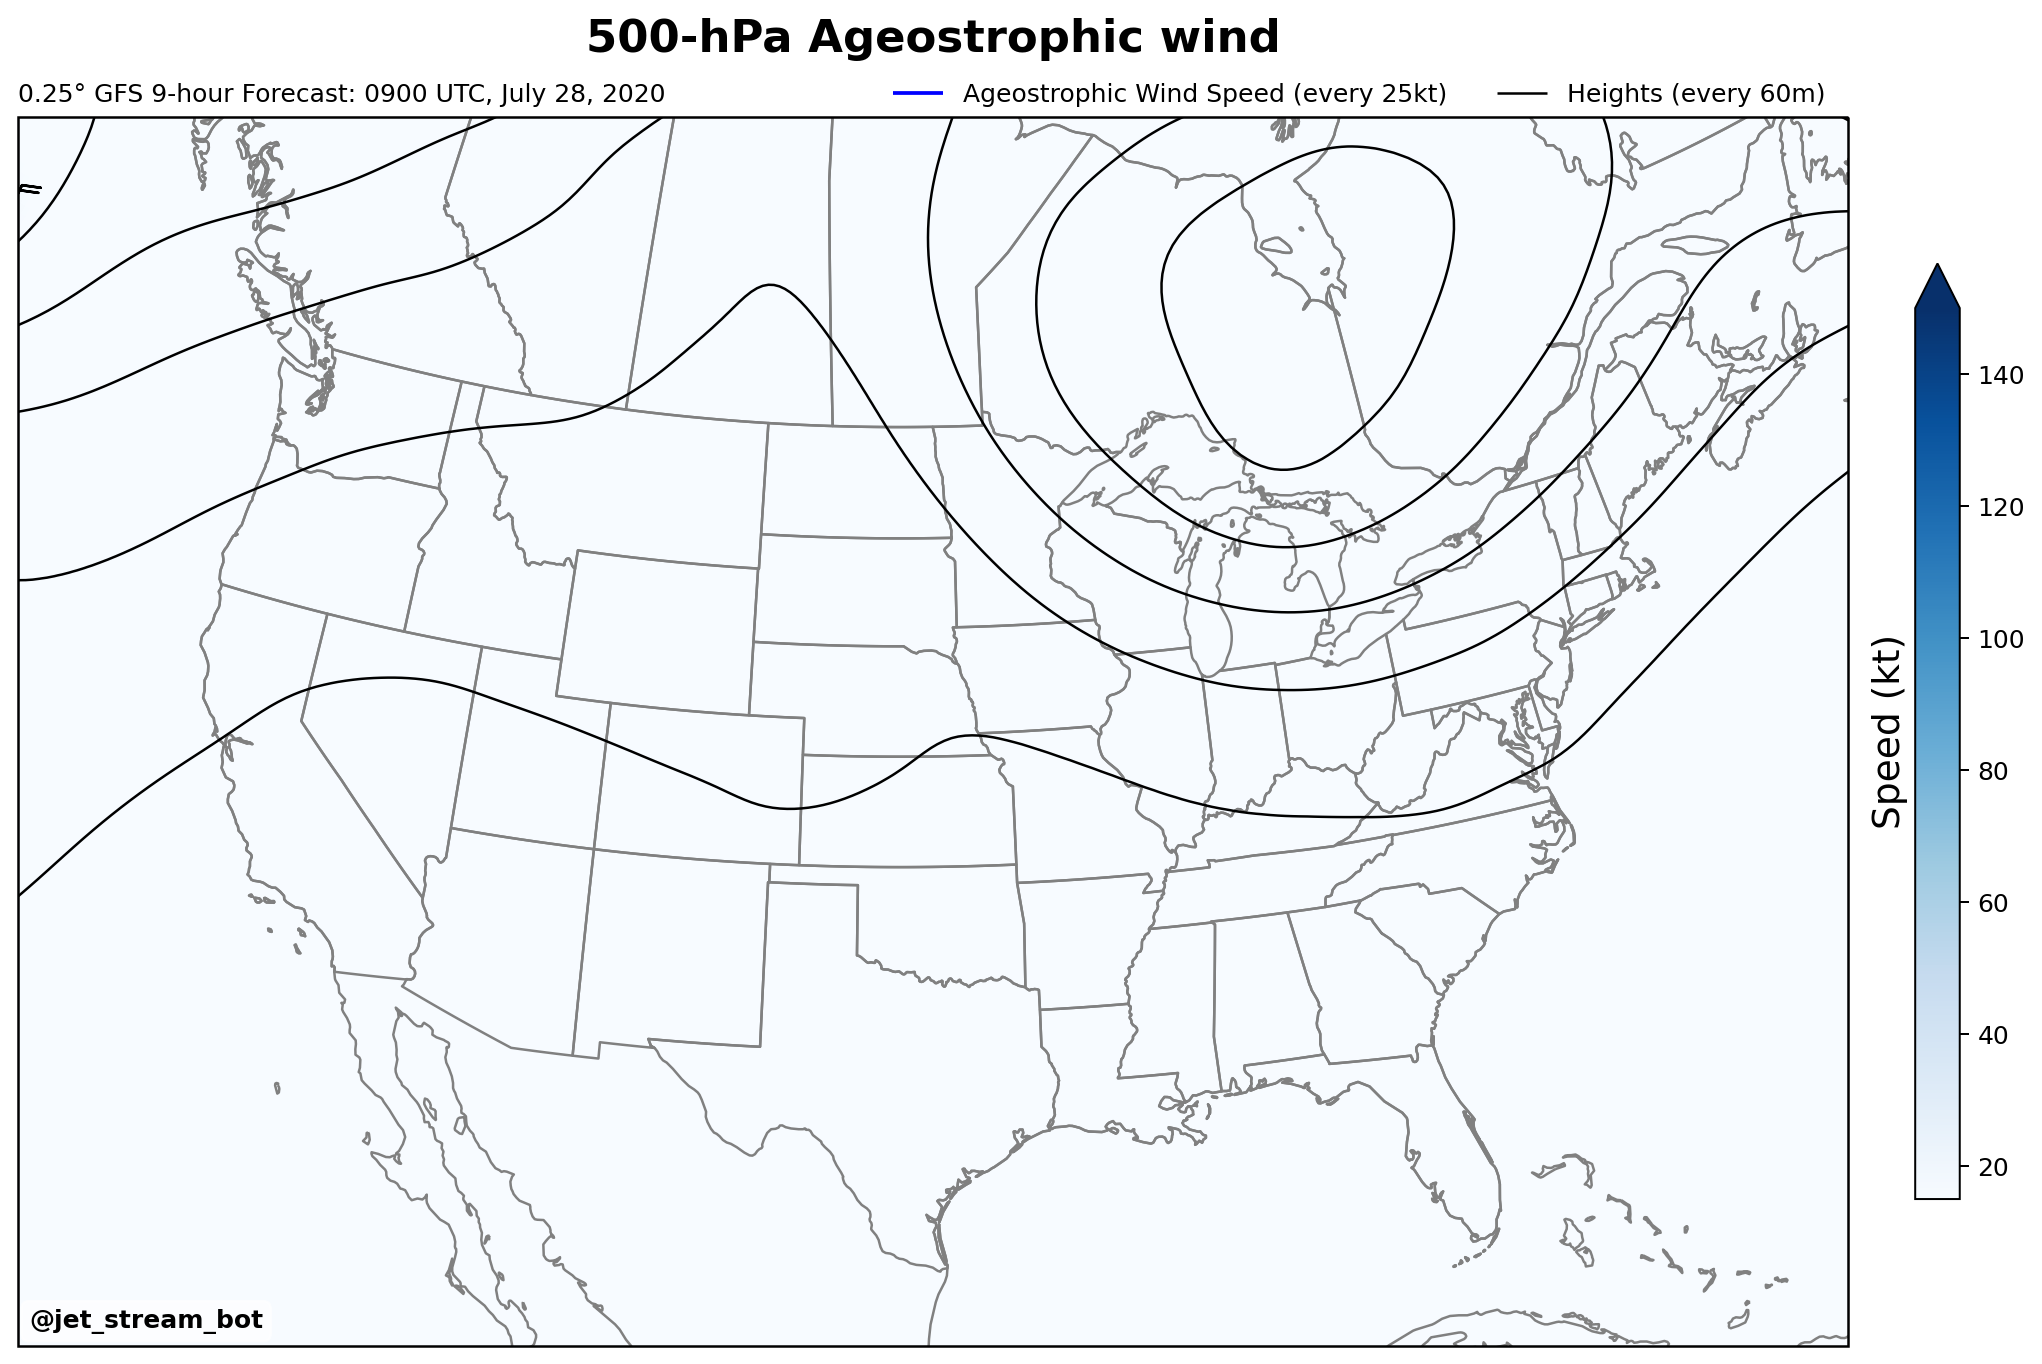 500-hPa Ageostrophic wind
0.25° GFS 9-hour Forecast: 0900 UTC, July 28, 2020
Ageostrophic Wind Speed (every 25kt)
Heights (every 60m)
140
120
100
80
60
40
20
Speed (kt)
@jet_stream_bot